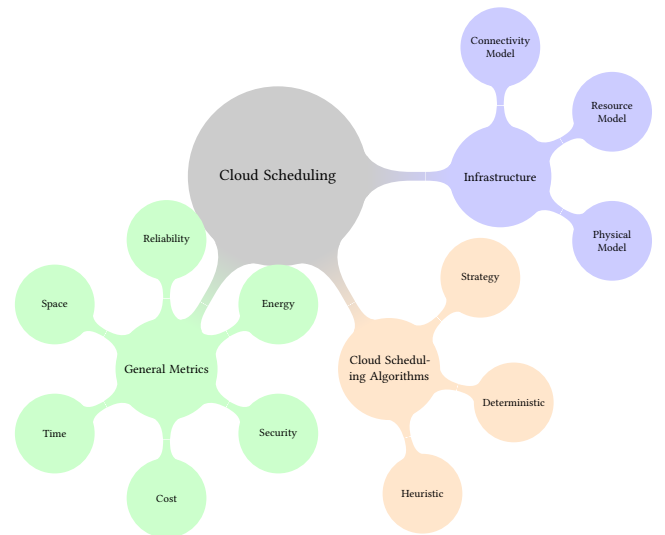 Connectivity
Model
Resource
Model
Cloud Scheduling
Infrastructure
Physical
Model
Reliability
Strategy
Space
Energy
General Metrics
Cloud Schedul-
ing Algorithms
Deterministic
Time
Security
Cost
Heuristic